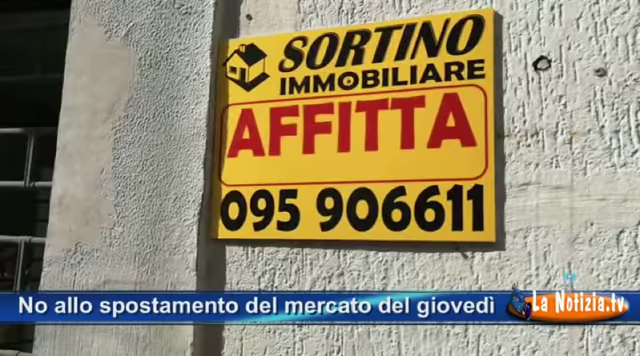 SORTINO
IMMOBILIARE
AFFITTA
095 906611
No allo spostamento del mercato del giovedì
La Notizia.tv